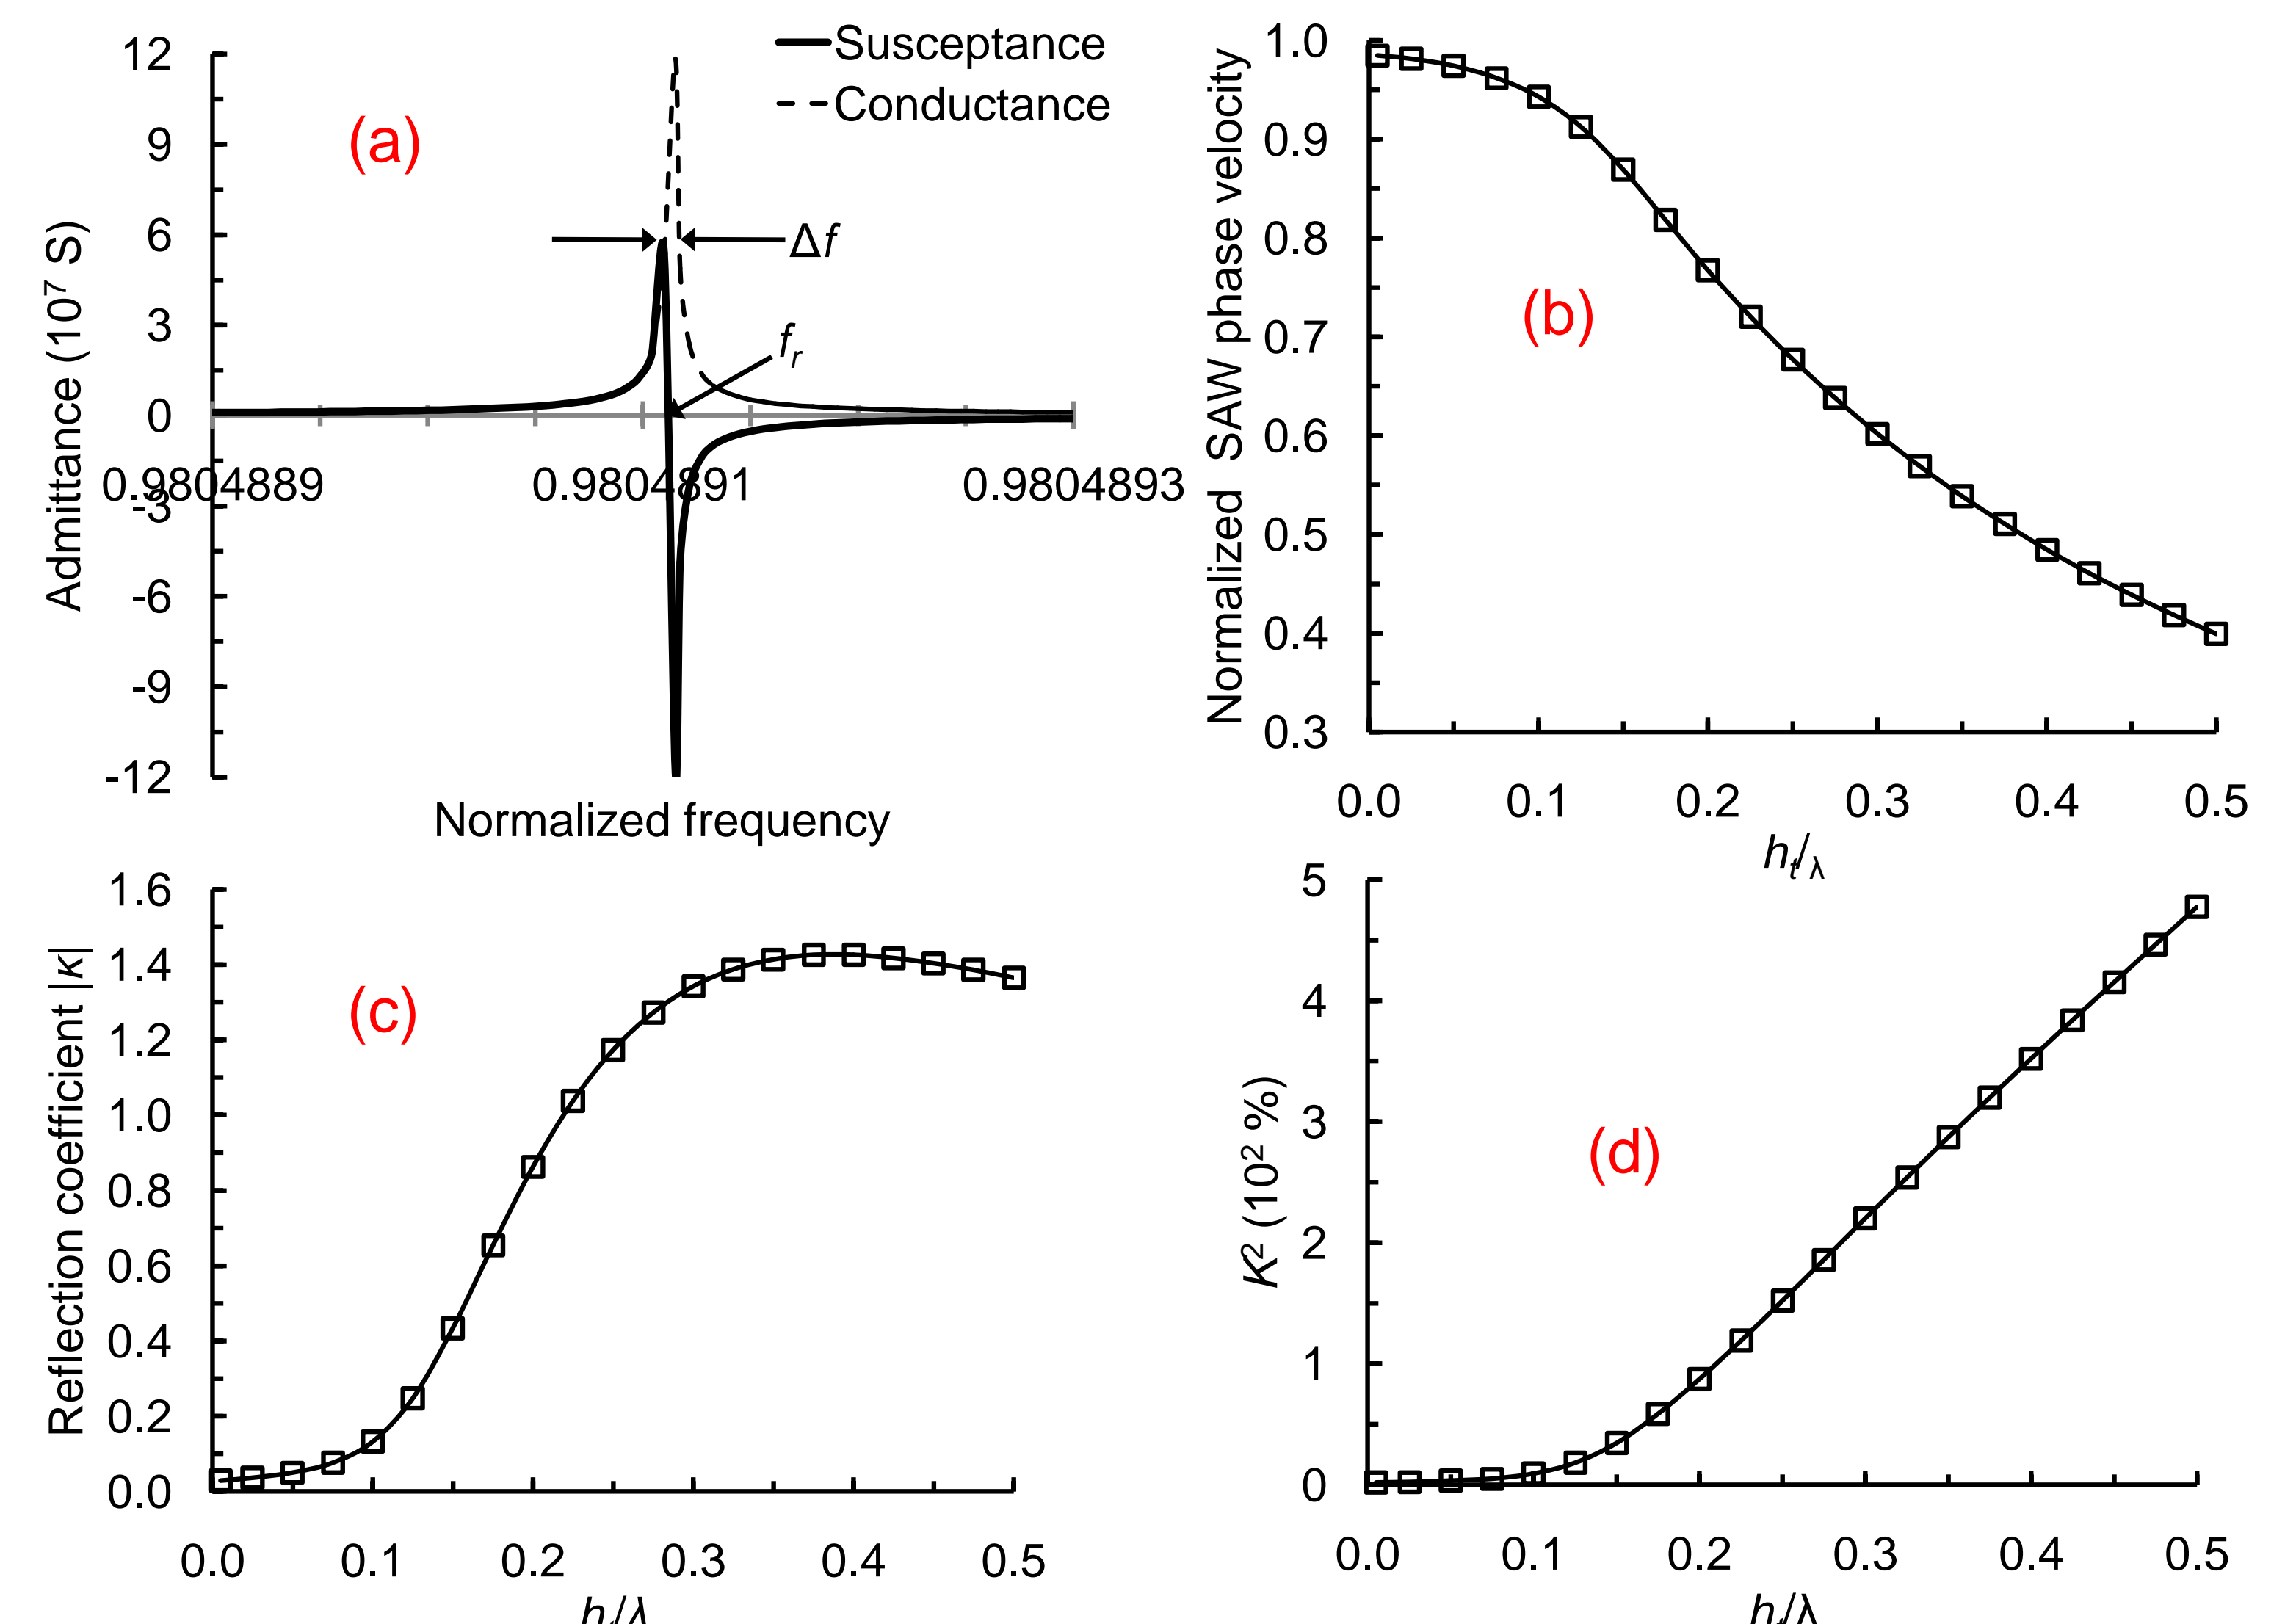 Susceptance
Conductance
(a)
12
9
6
3
0
-3
-6
-9
-12
Admittance (10⁷ S)
Δf
fᵣ
0.9804889
0.9804891
0.9804893
Normalized frequency
(b)
1.0
0.9
0.8
0.7
0.6
0.5
0.4
0.3
Normalized SAW phase velocity
0.0 0.1 0.2 0.3 0.4 0.5
hₜ/λ
(c)
1.6
1.4
1.2
1.0
0.8
0.6
0.4
0.2
0.0
Reflection coefficient |κ|
0.0 0.1 0.2 0.3 0.4 0.5
hₜ/λ
(d)
5
4
3
2
1
0
K² (10² %)
0.0 0.1 0.2 0.3 0.4 0.5
hₜ/λ